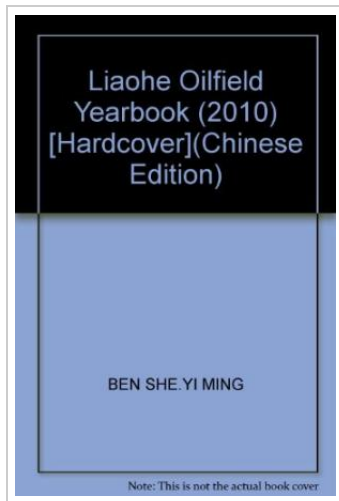 Liaohe Oilfield
Yearbook (2010)
[Hardcover](Chinese
Edition)
BEN SHE.YI MING
Note: This is not the actual book cover